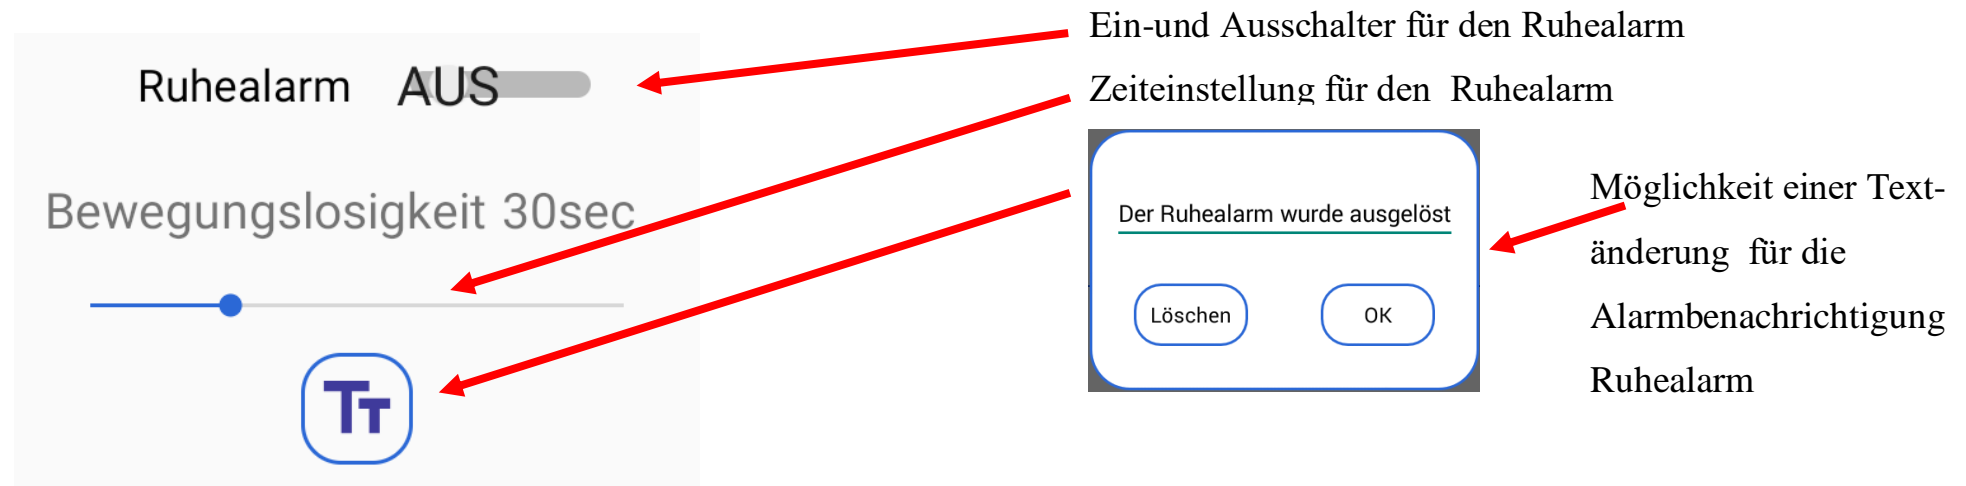 Ein-und Ausschalter für den Ruhealarm
Ruhealarm AUS
Zeiteinstellung für den Ruhealarm
Bewegungslosigkeit 30sec
Tt
Der Ruhealarm wurde ausgelöst
Löschen OK
Möglichkeit einer Text-
änderung für die
Alarmbenachrichtigung
Ruhealarm